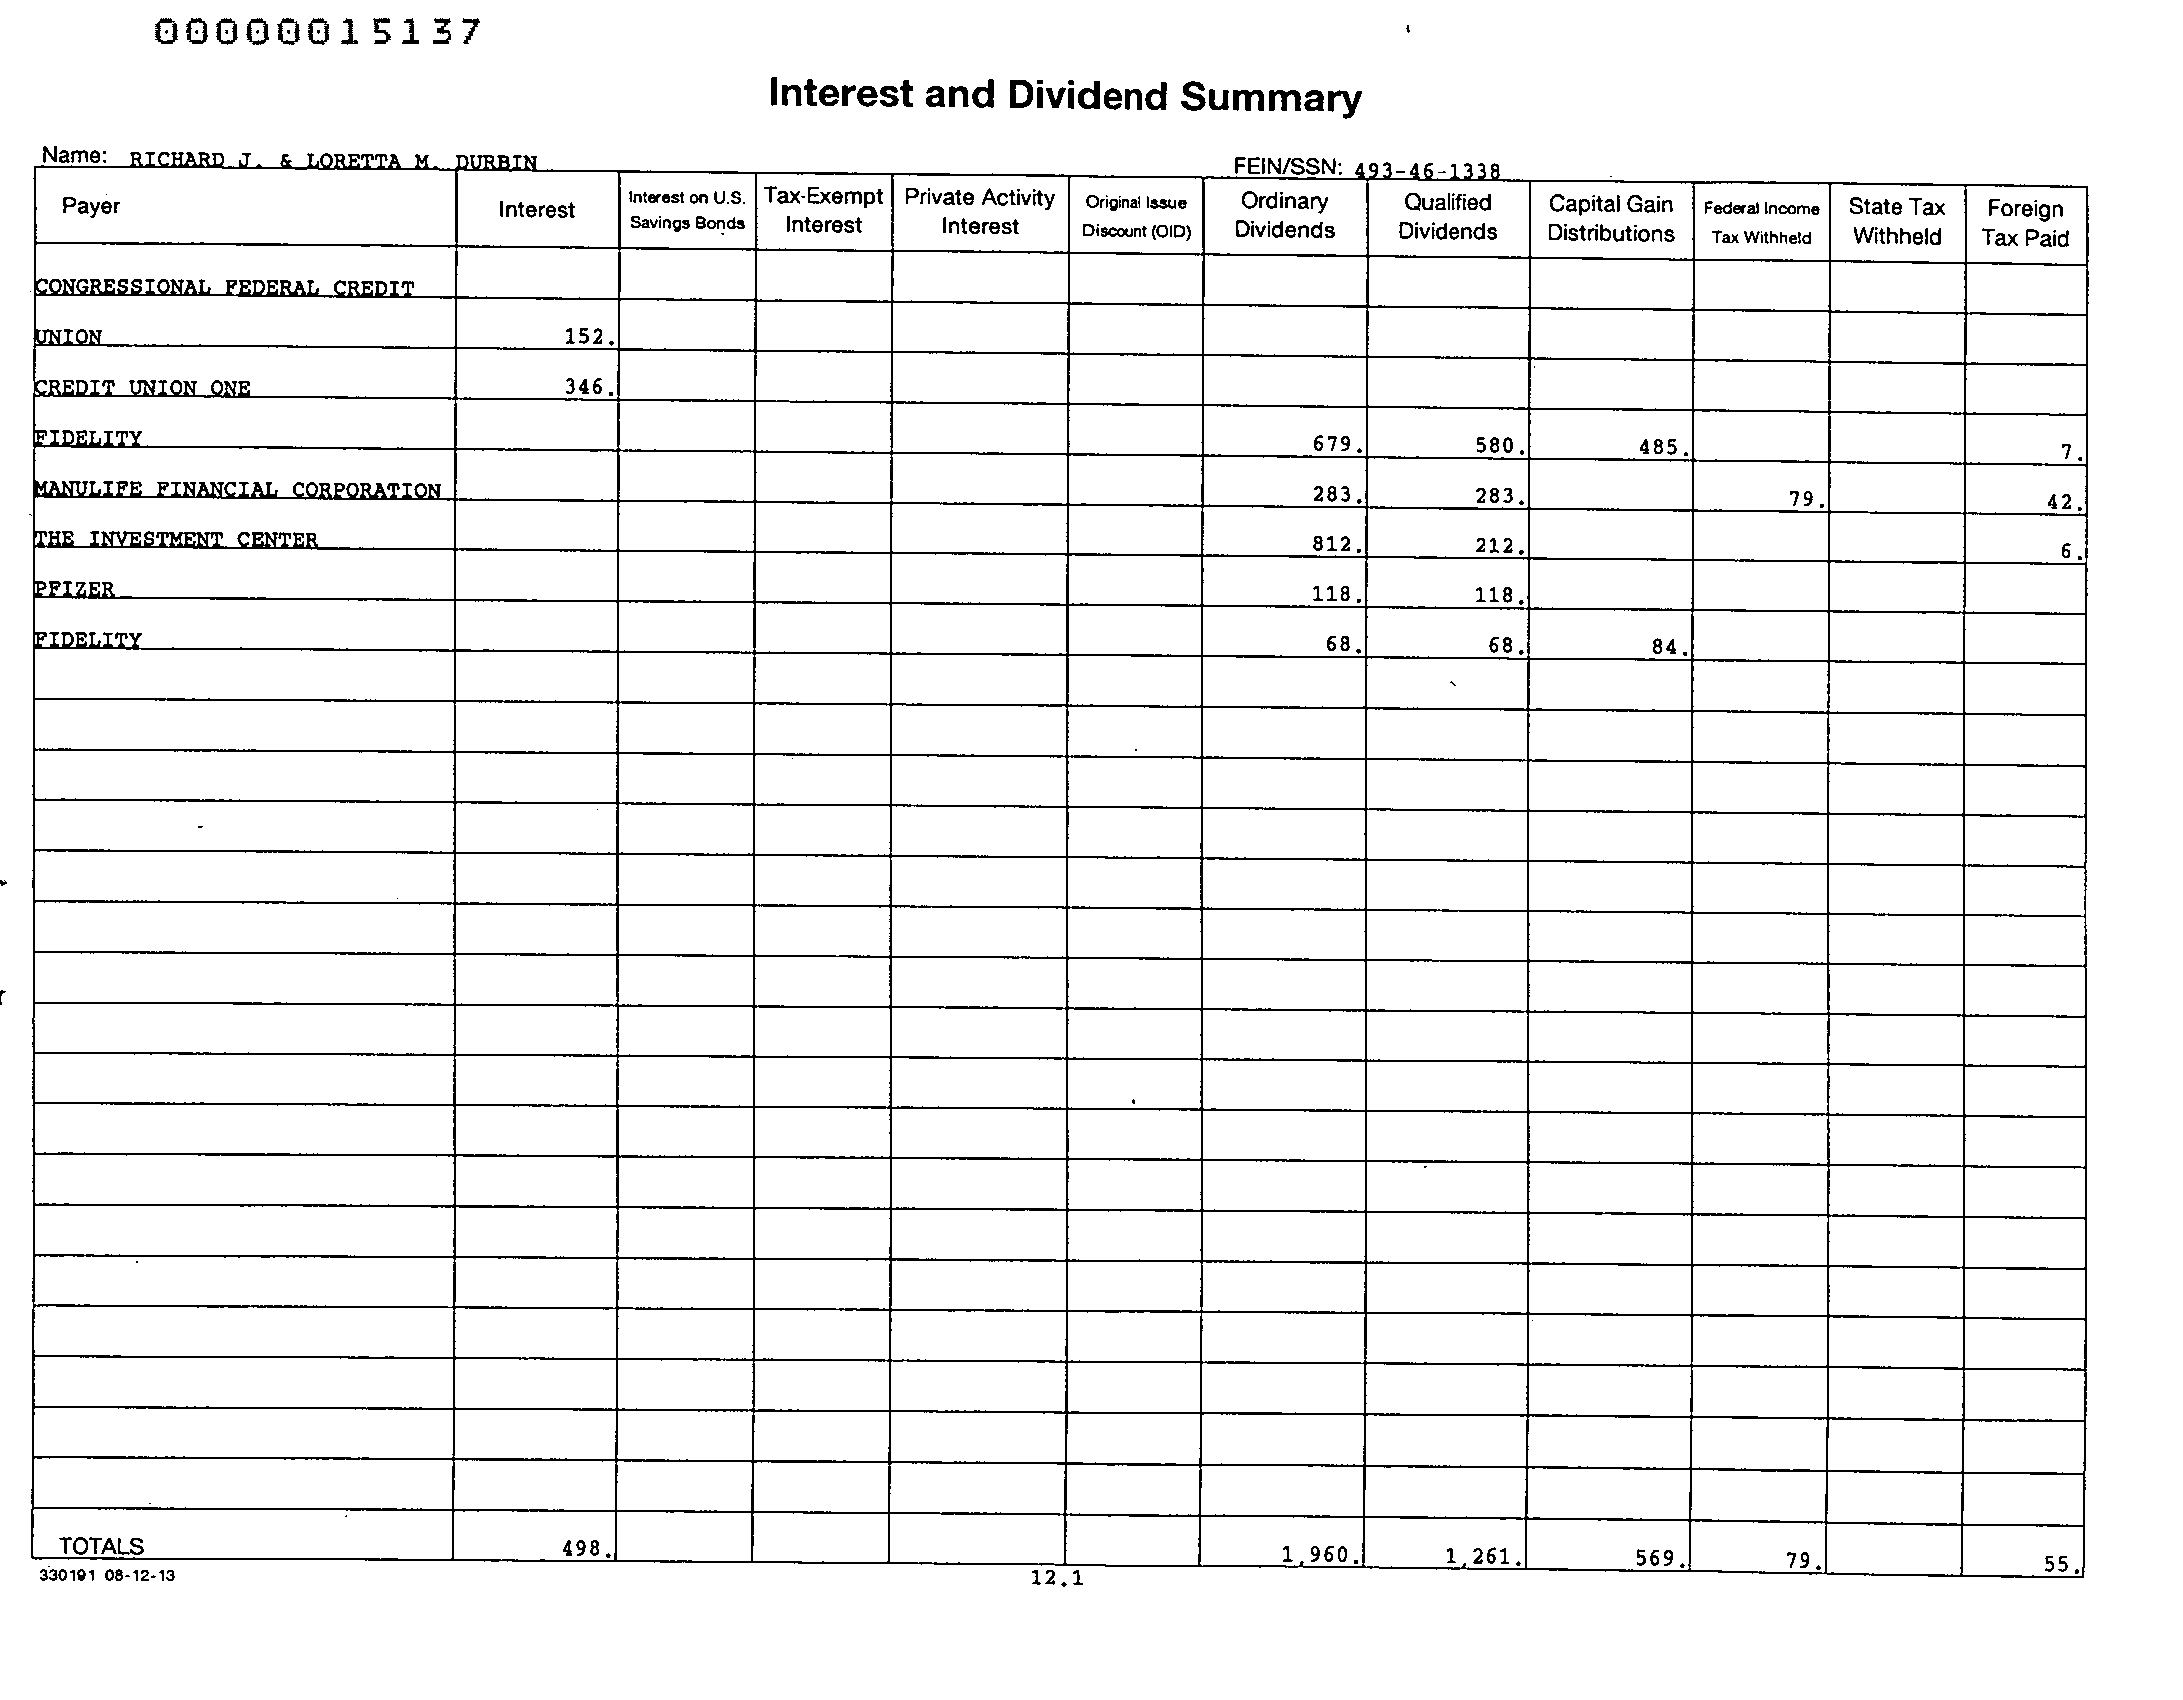 00000015137
Interest and Dividend Summary
Name: RICHARD J. & LORETTA M. DURBIN FEIN/SSN: 493-46-1338
Payer Interest Interest on U.S. Savings Bonds Tax-Exempt Interest Private Activity Interest Original Issue Discount (OID) Ordinary Dividends Qualified Dividends Capital Gain Distributions Federal Income Tax Withheld State Tax Withheld Foreign Tax Paid
CONGRESSIONAL FEDERAL CREDIT
UNION 152.
CREDIT UNION ONE 346.
FIDELITY 679. 580. 485. 7.
MANULIFE FINANCIAL CORPORATION 283. 283. 79. 42.
THE INVESTMENT CENTER 812. 212. 6.
PFIZER 118. 118.
FIDELITY 68. 68. 84.
TOTALS 498. 1,960. 1,261. 569. 79. 55.
330191 08-12-13 12.1